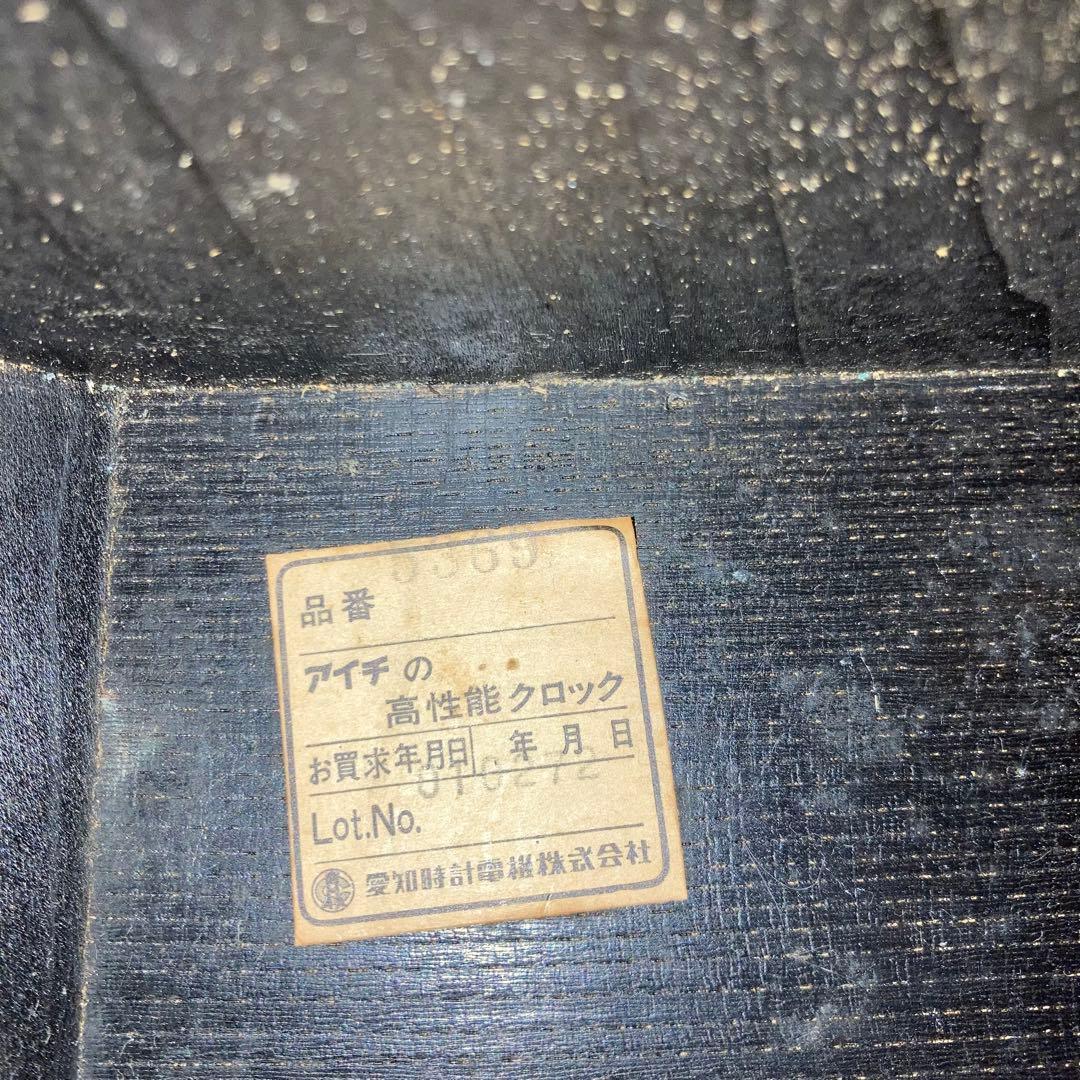 品番
アイチの
高性能クロック
お買求年月日 年 月 日
Lot.No.
愛知時計電機株式会社